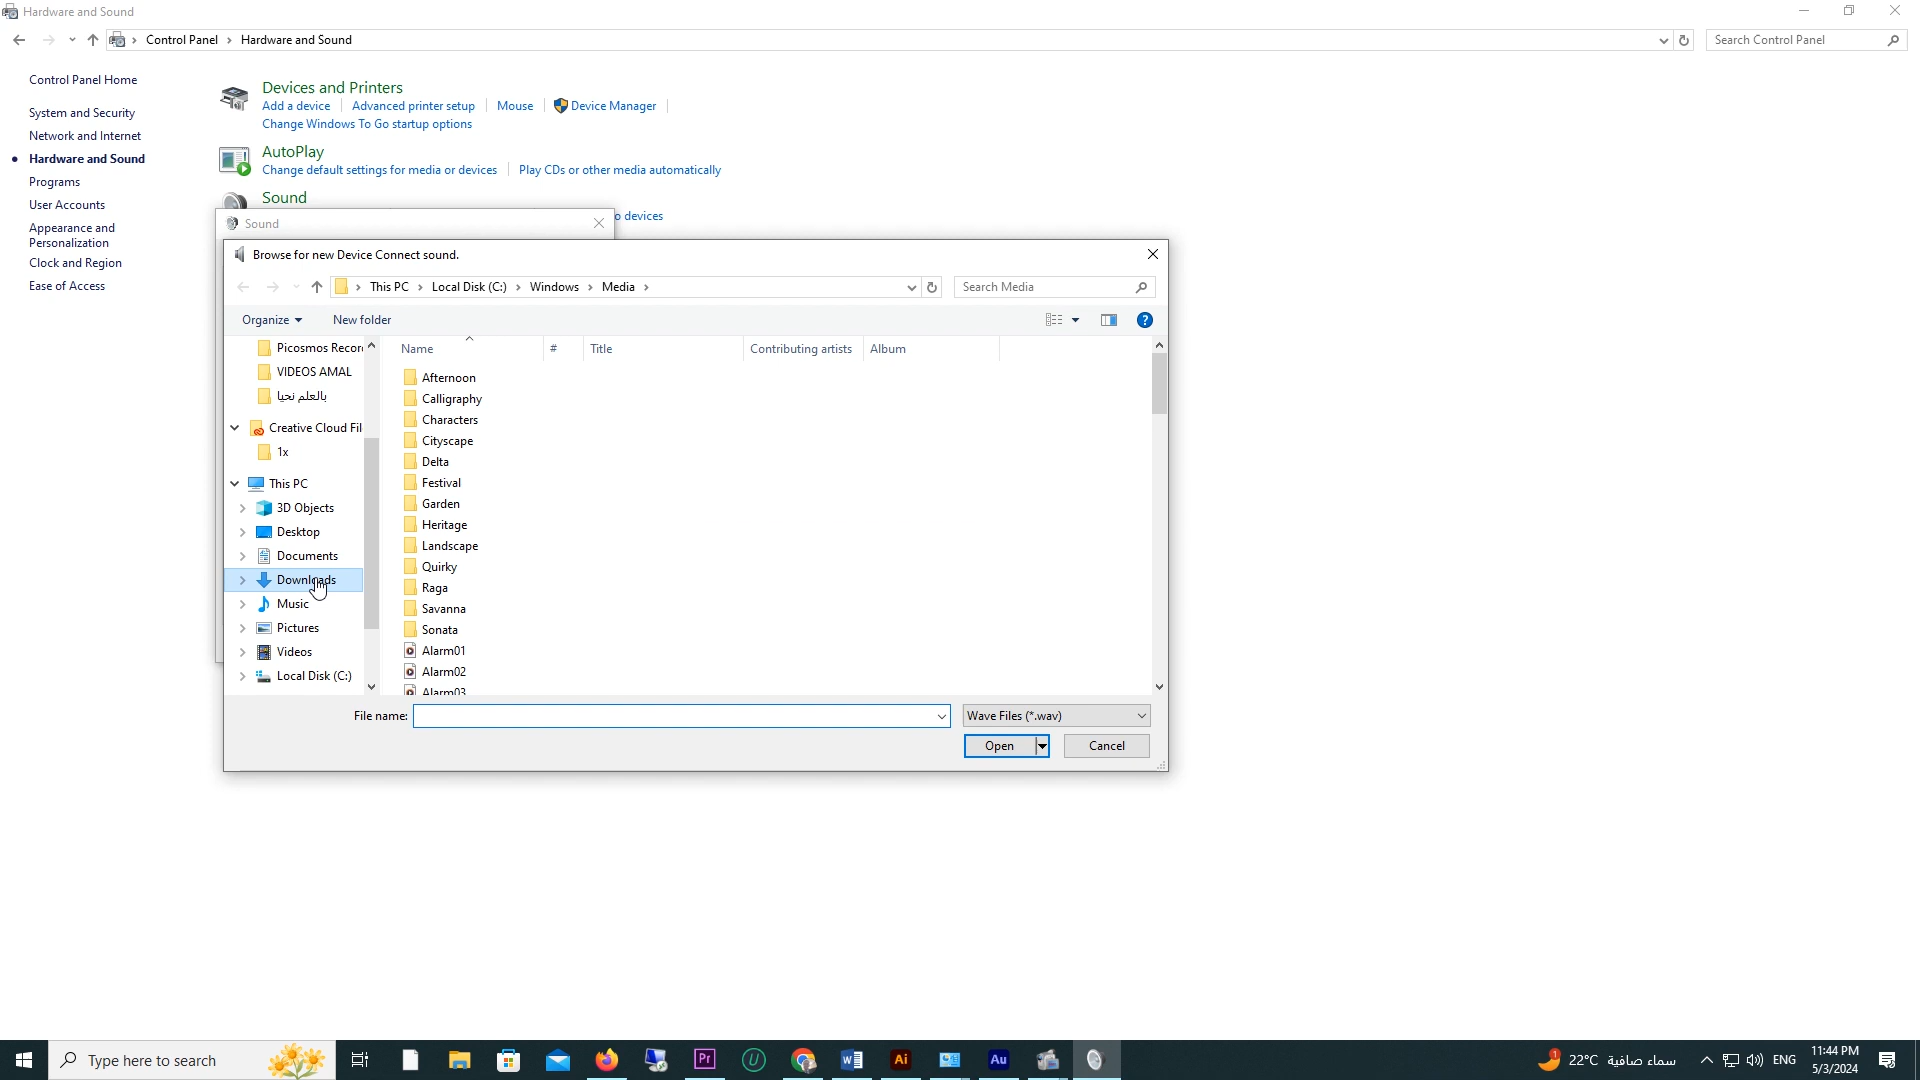 Hardware and Sound
Control Panel › Hardware and Sound
Search Control Panel
Control Panel Home
System and Security
Network and Internet
Hardware and Sound
Programs
User Accounts
Appearance and
Personalization
Clock and Region
Ease of Access
Devices and Printers
Add a device
Advanced printer setup
Mouse
Device Manager
Change Windows To Go startup options
AutoPlay
Change default settings for media or devices
Play CDs or other media automatically
Sound
o devices
Sound
Browse for new Device Connect sound.
This PC › Local Disk (C:) › Windows › Media ›
Search Media
Organize
New folder
Picosmos Recor
VIDEOS AMAL
بالعلم نحيا
Creative Cloud Fil
1x
This PC
3D Objects
Desktop
Documents
Downloads
Music
Pictures
Videos
Local Disk (C:)
Name # Title Contributing artists Album
Afternoon
Calligraphy
Characters
Cityscape
Delta
Festival
Garden
Heritage
Landscape
Quirky
Raga
Savanna
Sonata
Alarm01
Alarm02
Alarm03
File name:
Wave Files (*.wav)
Open
Cancel
Type here to search
Pr
U
W
Ai
Au
22°C سماء صافية
ENG
11:44 PM
5/3/2024